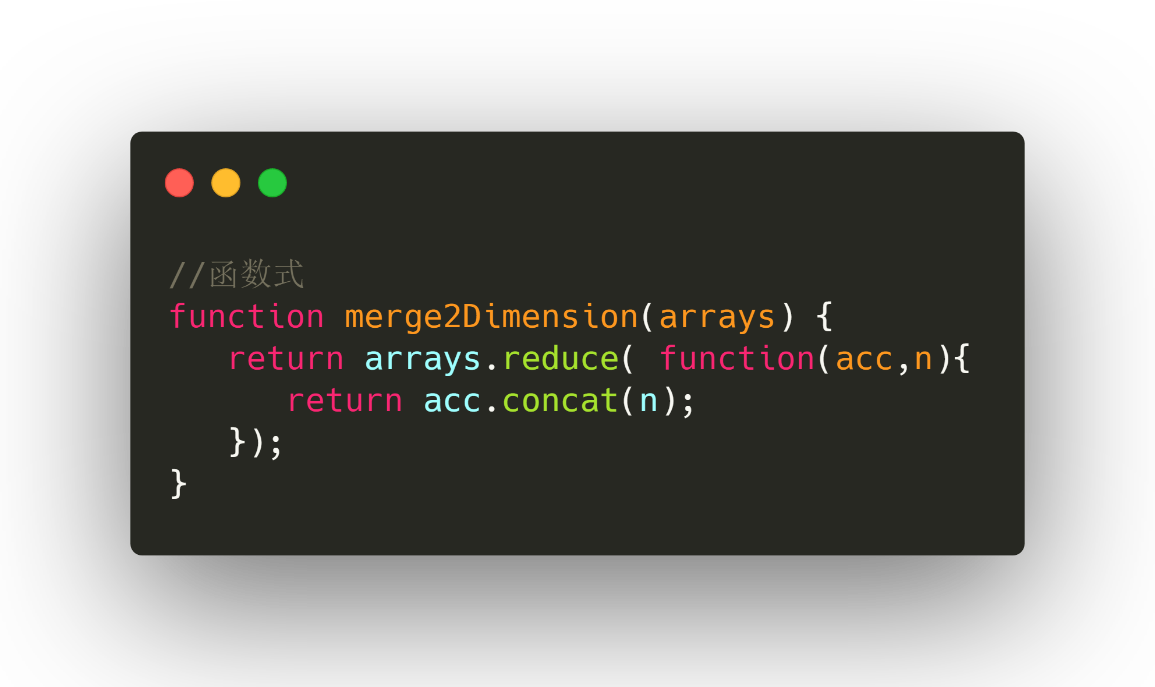 //函数式
function merge2Dimension(arrays) {
   return arrays.reduce( function(acc,n){
      return acc.concat(n);
   });
}